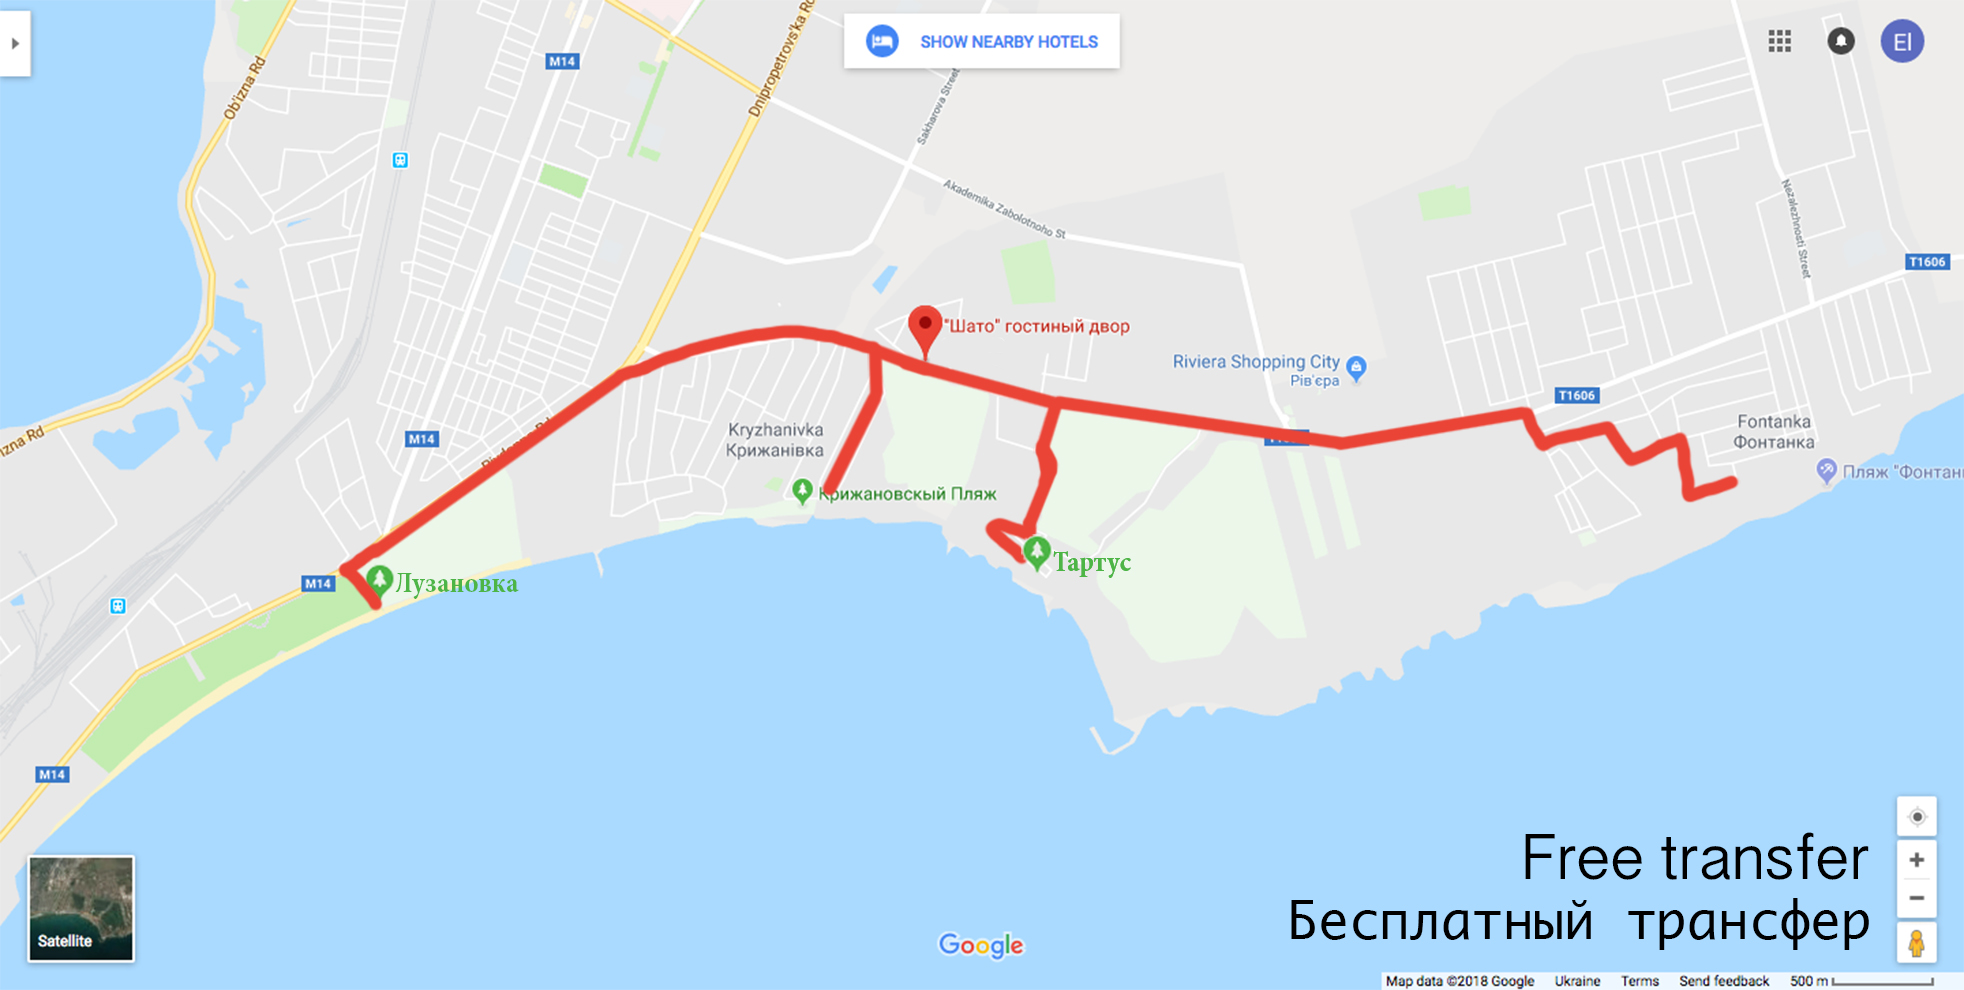 SHOW NEARBY HOTELS
El
Ob'izna Rd
M14
Dnipropetrovs'ka Rd
Sakharova Street
Akademika Zabolotnoho St
Nezalezhnosti Street
T1606
"Шато" гостиный двор
Riviera Shopping City
Рів'єра
T1606
Fontanka
Фонтанка
Пляж "Фонтан
izna Rd
M14
Kryzhanivka
Крижанівка
Крижановскый Пляж
Тартус
M14
Лузановка
M14
Satellite
Free transfer
Бесплатный трансфер
Google
Map data ©2018 Google Ukraine Terms Send feedback 500 m